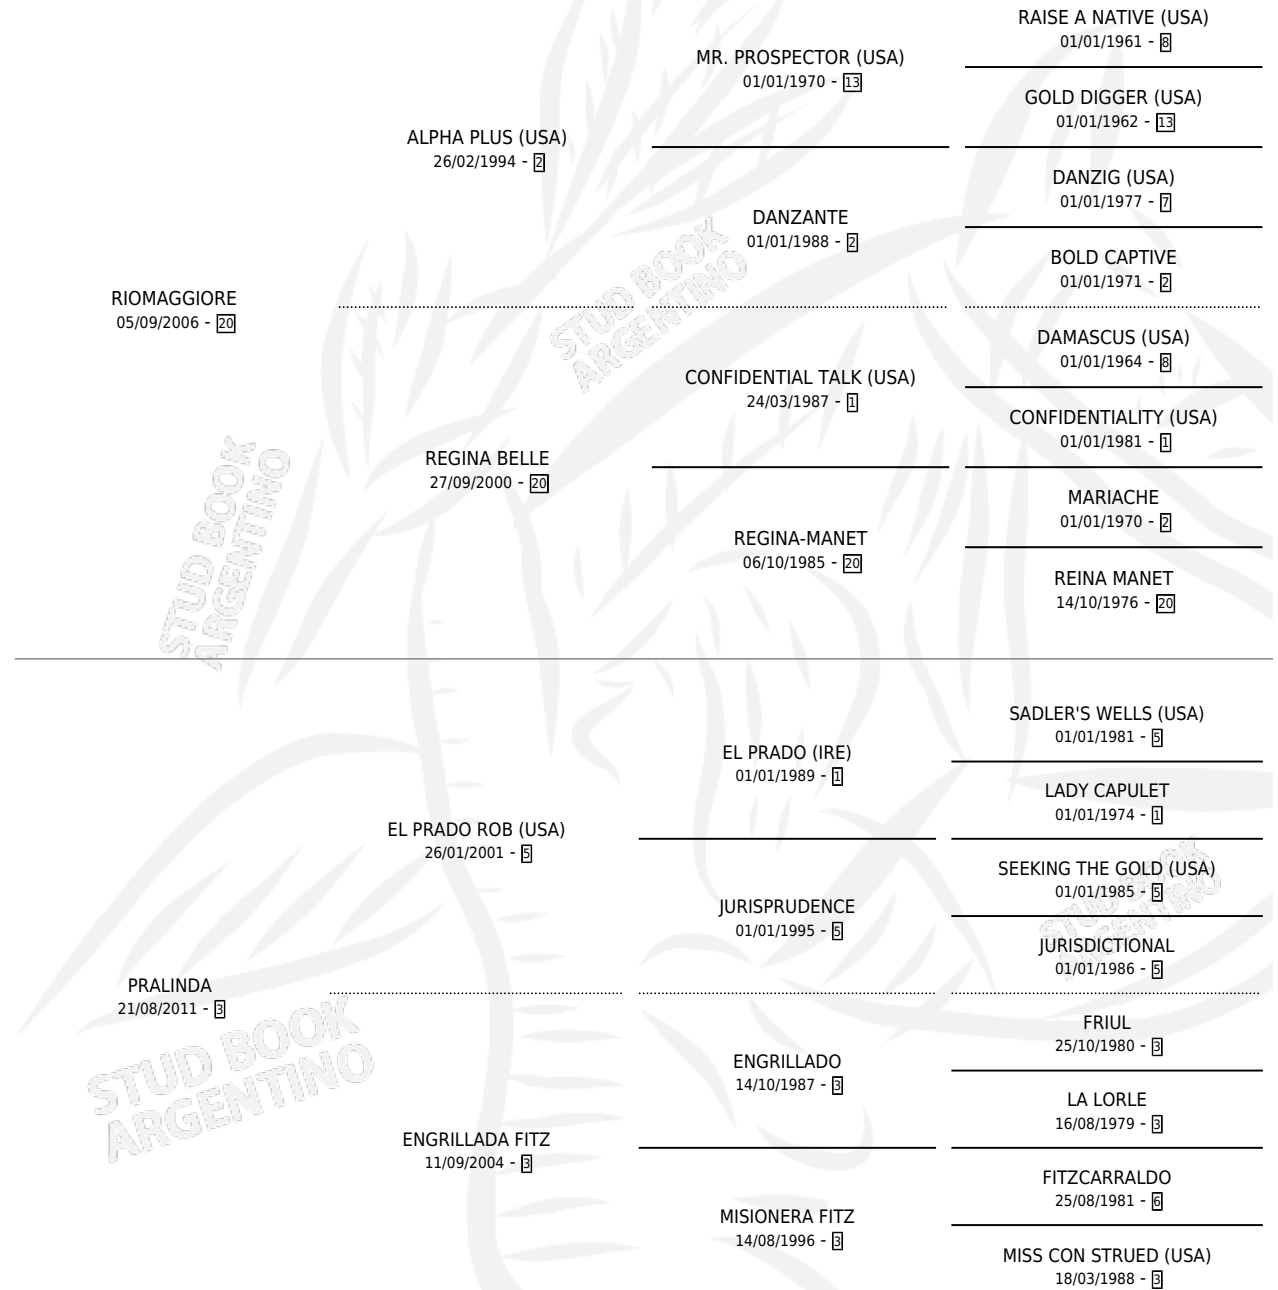 RAISE A NATIVE (USA)
01/01/1961 - 8
MR. PROSPECTOR (USA)
01/01/1970 - 13
GOLD DIGGER (USA)
01/01/1962 - 13
ALPHA PLUS (USA)
26/02/1994 - 2
DANZIG (USA)
01/01/1977 - 7
DANZANTE
01/01/1988 - 2
BOLD CAPTIVE
01/01/1971 - 2
RIOMAGGIORE
05/09/2006 - 20
STUD BOOK
ARGENTINO
DAMASCUS (USA)
01/01/1964 - 8
CONFIDENTIAL TALK (USA)
24/03/1987 - 1
CONFIDENTIALITY (USA)
01/01/1981 - 1
REGINA BELLE
27/09/2000 - 20
MARIACHE
01/01/1970 - 2
REGINA-MANET
06/10/1985 - 20
REINA MANET
14/10/1976 - 20
STUD BOOK
ARGENTINO
SADLER'S WELLS (USA)
01/01/1981 - 5
EL PRADO (IRE)
01/01/1989 - 1
LADY CAPULET
01/01/1974 - 1
EL PRADO ROB (USA)
26/01/2001 - 5
SEEKING THE GOLD (USA)
01/01/1985 - 5
JURISPRUDENCE
01/01/1995 - 5
JURISDICTIONAL
01/01/1986 - 5
STUD BOOK
ARGENTINO
PRALINDA
21/08/2011 - 3
FRIUL
25/10/1980 - 3
ENGRILLADO
14/10/1987 - 3
LA LORLE
16/08/1979 - 3
STUD BOOK
ARGENTINO
ENGRILLADA FITZ
11/09/2004 - 3
FITZCARRALDO
25/08/1981 - 6
MISIONERA FITZ
14/08/1996 - 3
MISS CON STRUED (USA)
18/03/1988 - 3